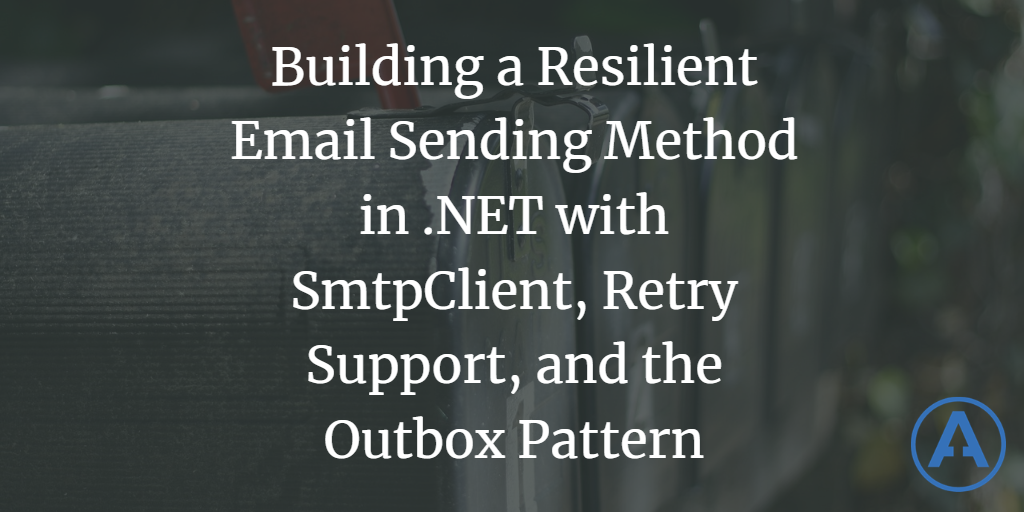 Building a Resilient
Email Sending Method
in .NET with
SmtpClient, Retry
Support, and the
Outbox Pattern
A